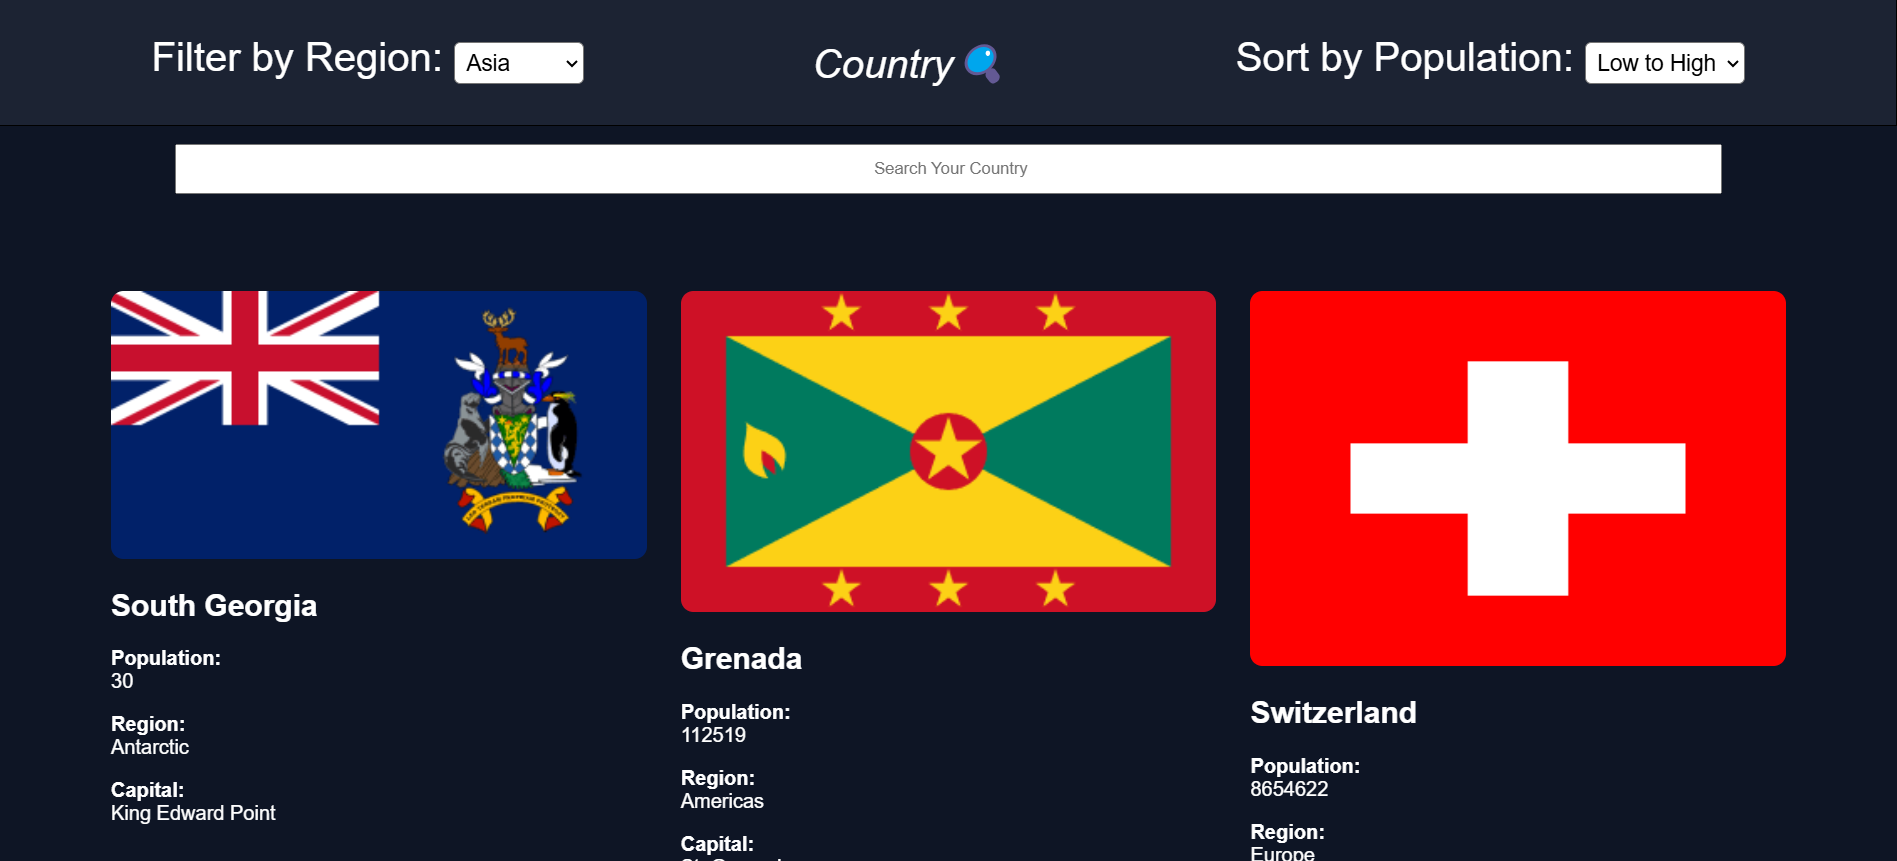 Filter by Region: Asia
Country
Sort by Population: Low to High
Search Your Country
South Georgia
Population:
30
Region:
Antarctic
Capital:
King Edward Point
Grenada
Population:
112519
Region:
Americas
Capital:
Switzerland
Population:
8654622
Region:
Europe